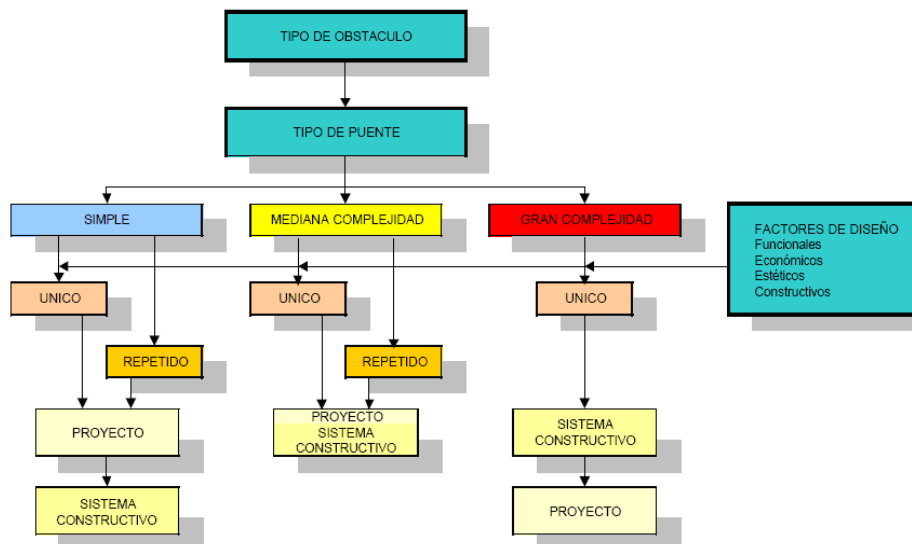 TIPO DE OBSTACULO
TIPO DE PUENTE
SIMPLE
MEDIANA COMPLEJIDAD
GRAN COMPLEJIDAD
FACTORES DE DISEÑO
Funcionales
Económicos
Estéticos
Constructivos
UNICO
UNICO
UNICO
REPETIDO
REPETIDO
PROYECTO
PROYECTO
SISTEMA
CONSTRUCTIVO
SISTEMA
CONSTRUCTIVO
SISTEMA
CONSTRUCTIVO
PROYECTO